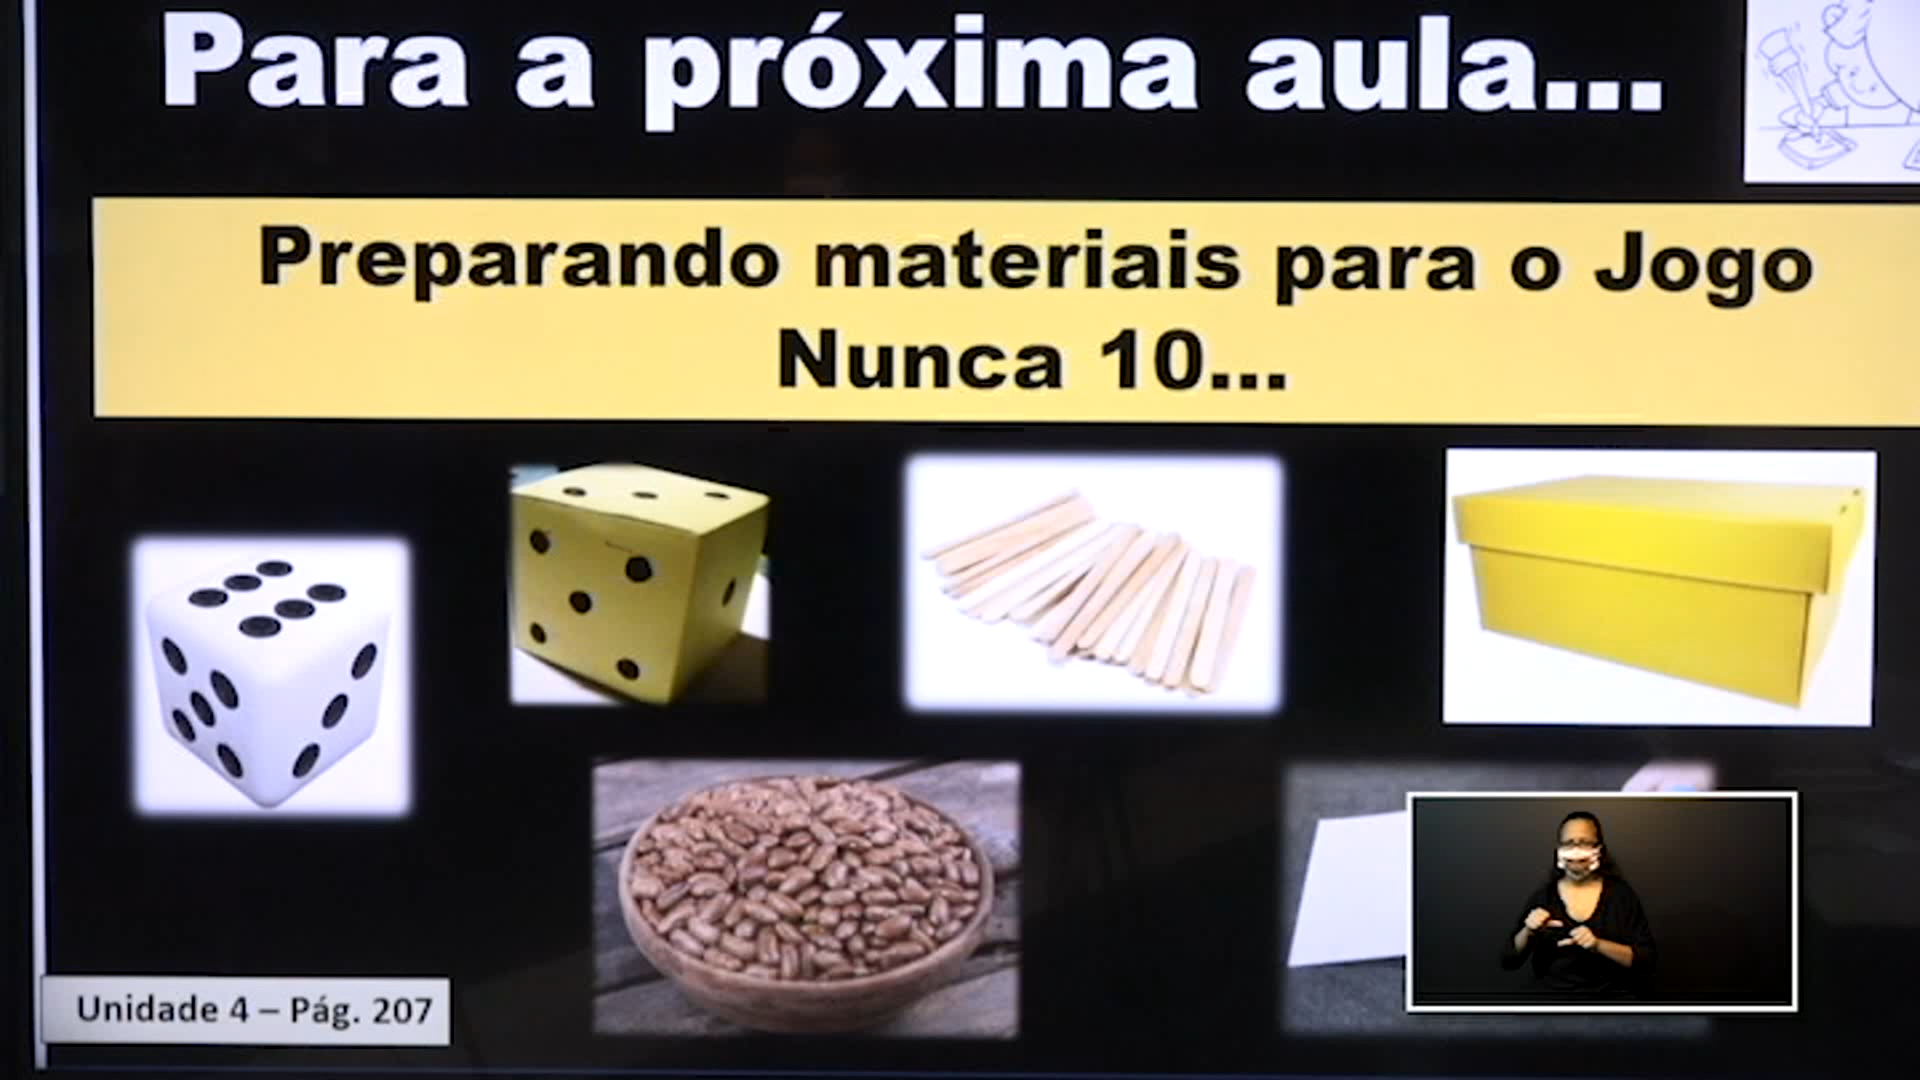 Para a próxima aula...
Preparando materiais para o Jogo
Nunca 10...
Unidade 4 – Pág. 207